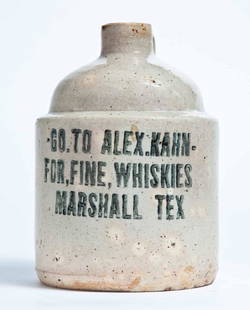 ·GO.TO ALEX.KAHN·
FOR,FINE,WHISKIES
MARSHALL TEX